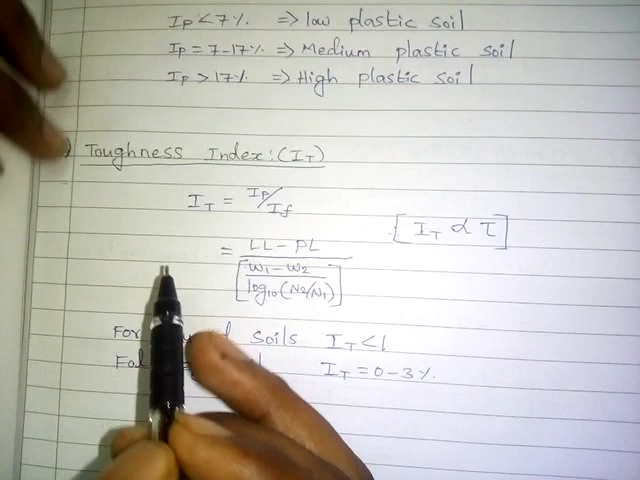 Ip < 7 % => low plastic soil
Ip = 7-17% => Medium plastic soil
Ip > 17 % => High plastic soil
) Toughness Index: (IT)
IT = Ip/If
[IT ∝ τ]
= LL - PL
[w1 - w2
log10 (N2/N1)]
For soils IT < 1
IT = 0-3 %.